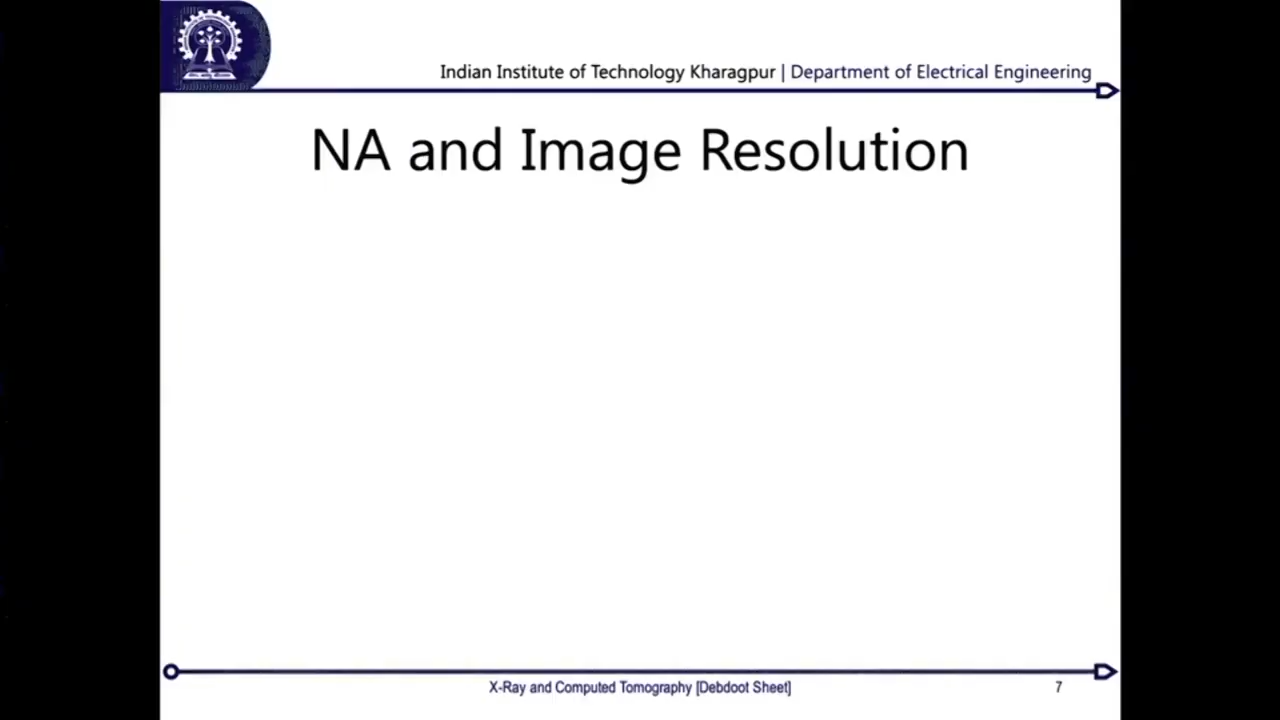 Indian Institute of Technology Kharagpur | Department of Electrical Engineering
NA and Image Resolution
X-Ray and Computed Tomography [Debdoot Sheet]
7